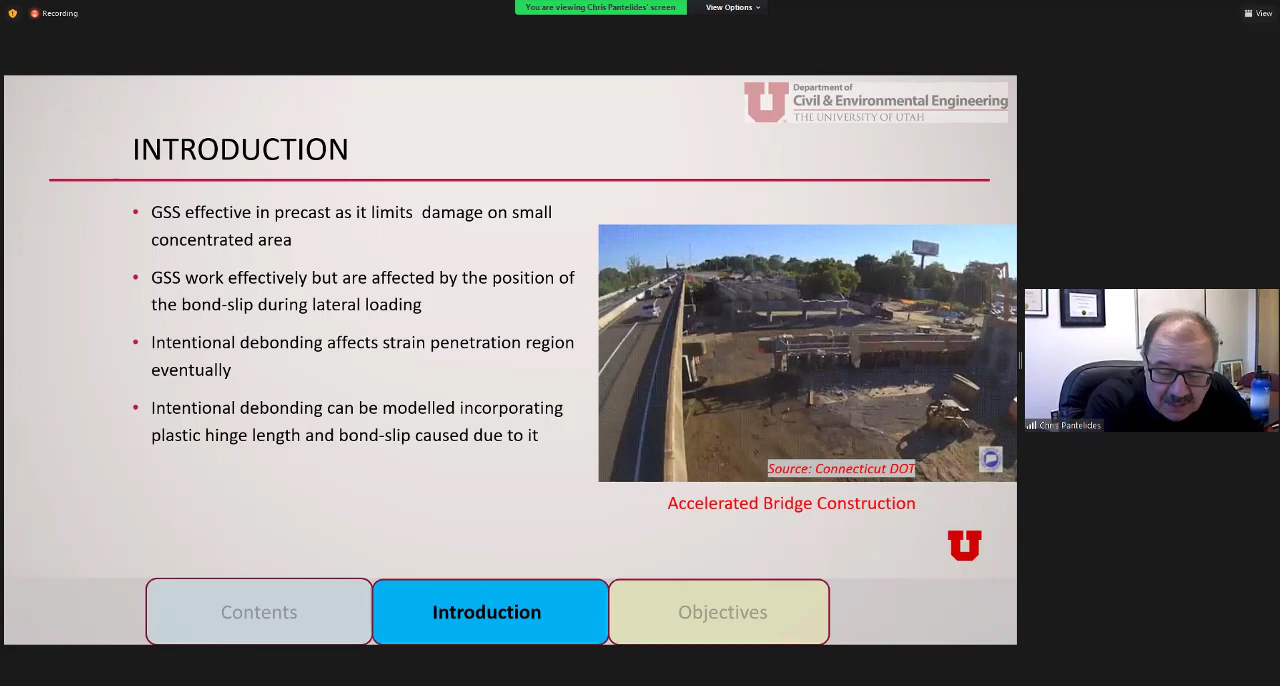 Recording
You are viewing Chris Pantelides' screen
View Options
View
Department of
Civil & Environmental Engineering
THE UNIVERSITY OF UTAH
INTRODUCTION
• GSS effective in precast as it limits damage on small
concentrated area
• GSS work effectively but are affected by the position of
the bond-slip during lateral loading
• Intentional debonding affects strain penetration region
eventually
• Intentional debonding can be modelled incorporating
plastic hinge length and bond-slip caused due to it
Source: Connecticut DOT
Accelerated Bridge Construction
Chris Pantelides
Contents
Introduction
Objectives